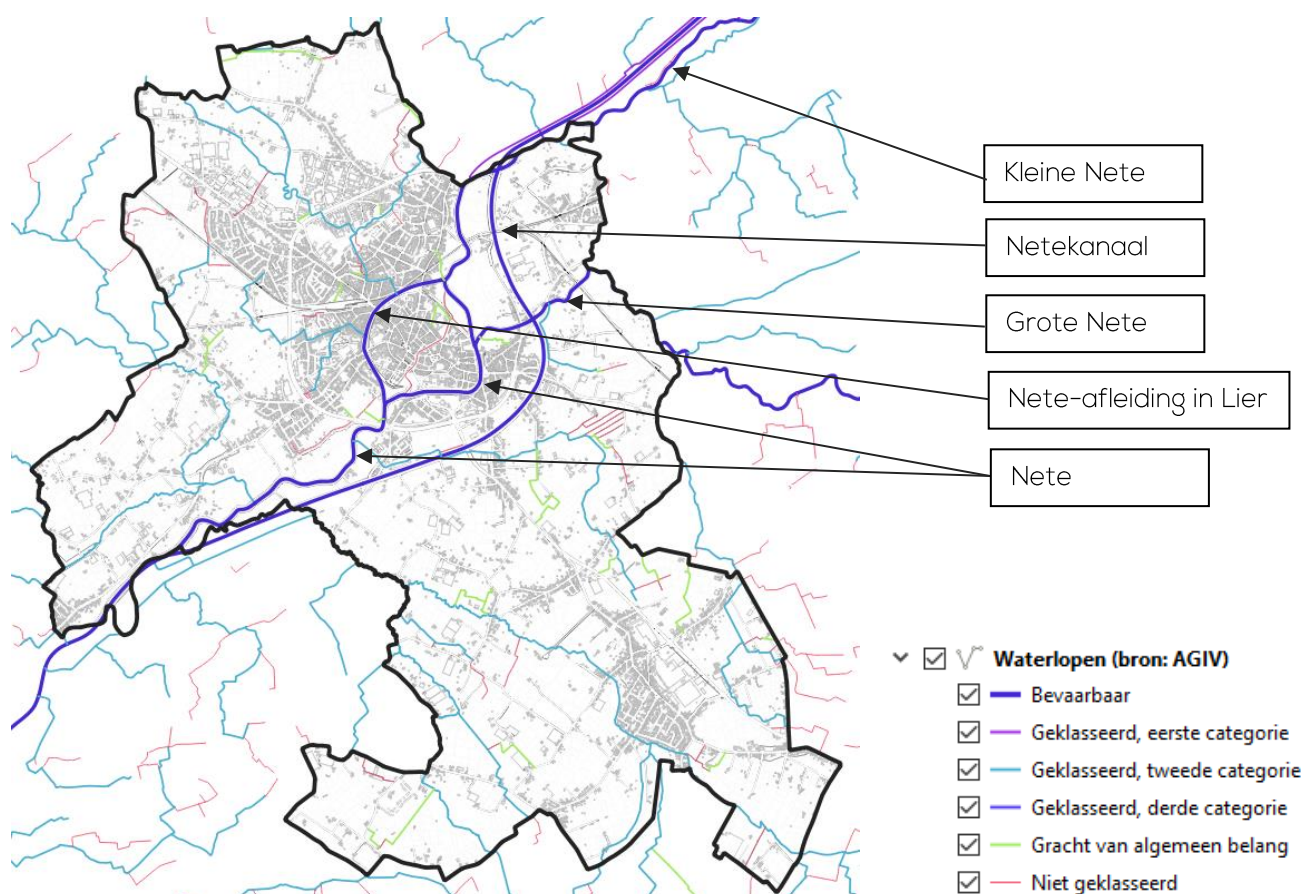 Kleine Nete
Netekanaal
Grote Nete
Nete-afleiding in Lier
Nete
Waterlopen (bron: AGIV)
Bevaarbaar
Geklasseerd, eerste categorie
Geklasseerd, tweede categorie
Geklasseerd, derde categorie
Gracht van algemeen belang
Niet geklasseerd